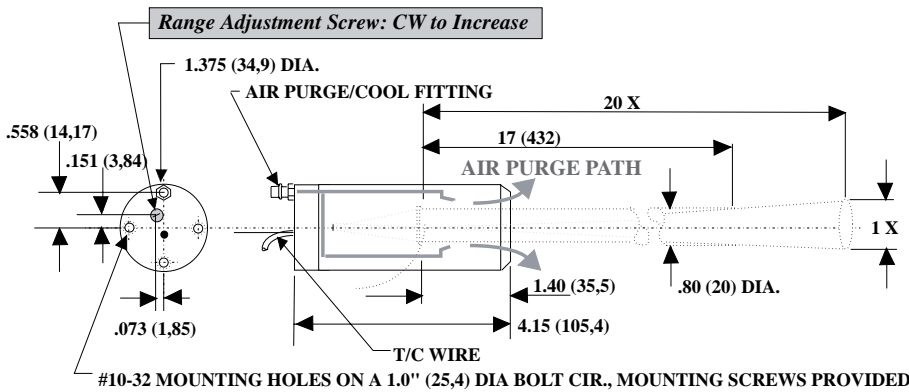 Range Adjustment Screw: CW to Increase
1.375 (34,9) DIA.
AIR PURGE/COOL FITTING
20 X
.558 (14,17)
17 (432)
.151 (3,84)
AIR PURGE PATH
1 X
1.40 (35,5)
.80 (20) DIA.
.073 (1,85)
4.15 (105,4)
T/C WIRE
#10-32 MOUNTING HOLES ON A 1.0" (25,4) DIA BOLT CIR., MOUNTING SCREWS PROVIDED